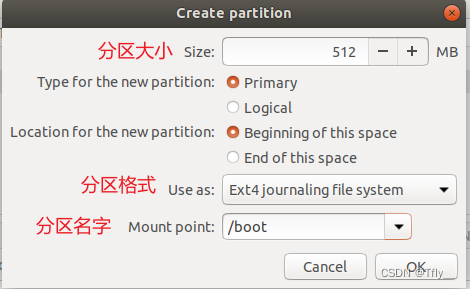 Create partition
分区大小 Size: 512 MB
Type for the new partition: Primary
Logical
Location for the new partition: Beginning of this space
End of this space
分区格式 Use as: Ext4 journaling file system
分区名字 Mount point: /boot
Cancel OK
CSDN @Tfly_